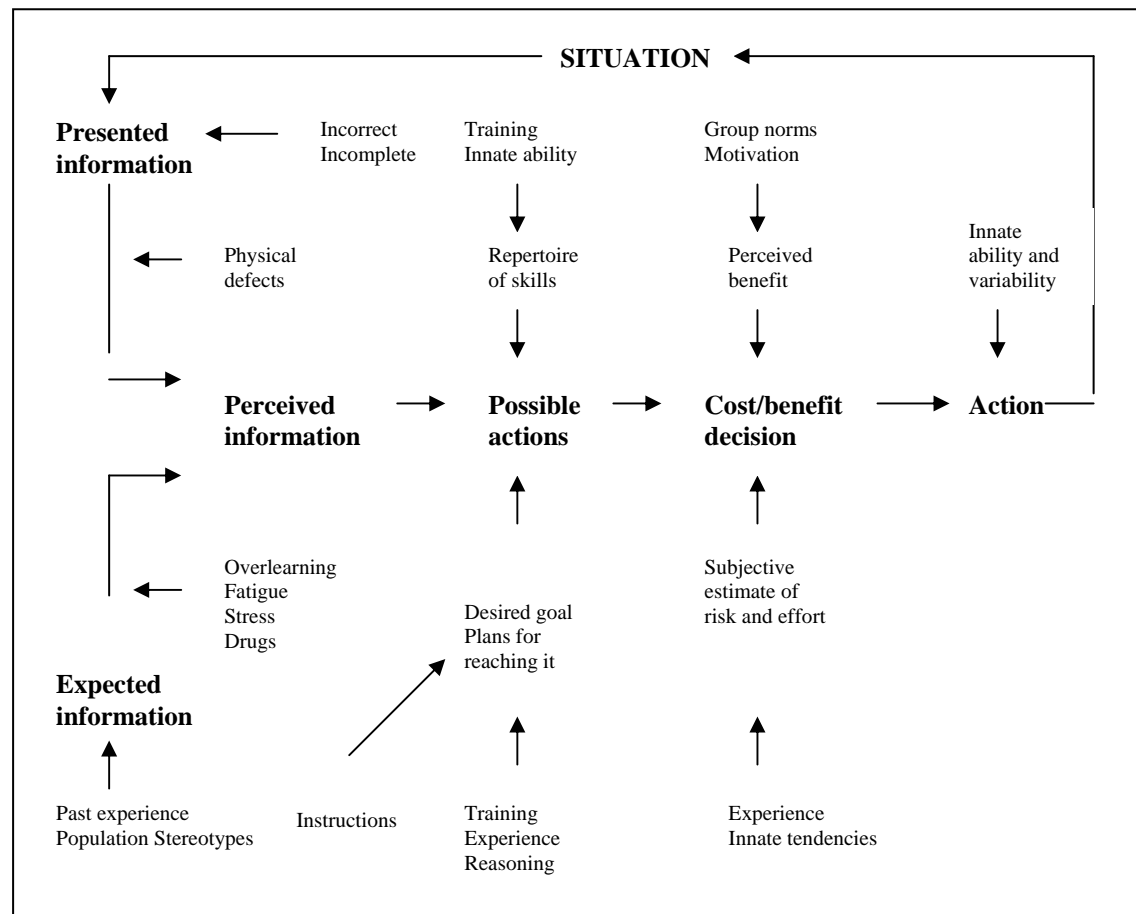 SITUATION
Presented
information
Incorrect
Incomplete
Training
Innate ability
Group norms
Motivation
Physical
defects
Repertoire
of skills
Perceived
benefit
Innate
ability and
variability
Perceived
information
Possible
actions
Cost/benefit
decision
Action
Overlearning
Fatigue
Stress
Drugs
Desired goal
Plans for
reaching it
Subjective
estimate of
risk and effort
Expected
information
Past experience
Population Stereotypes
Instructions
Training
Experience
Reasoning
Experience
Innate tendencies